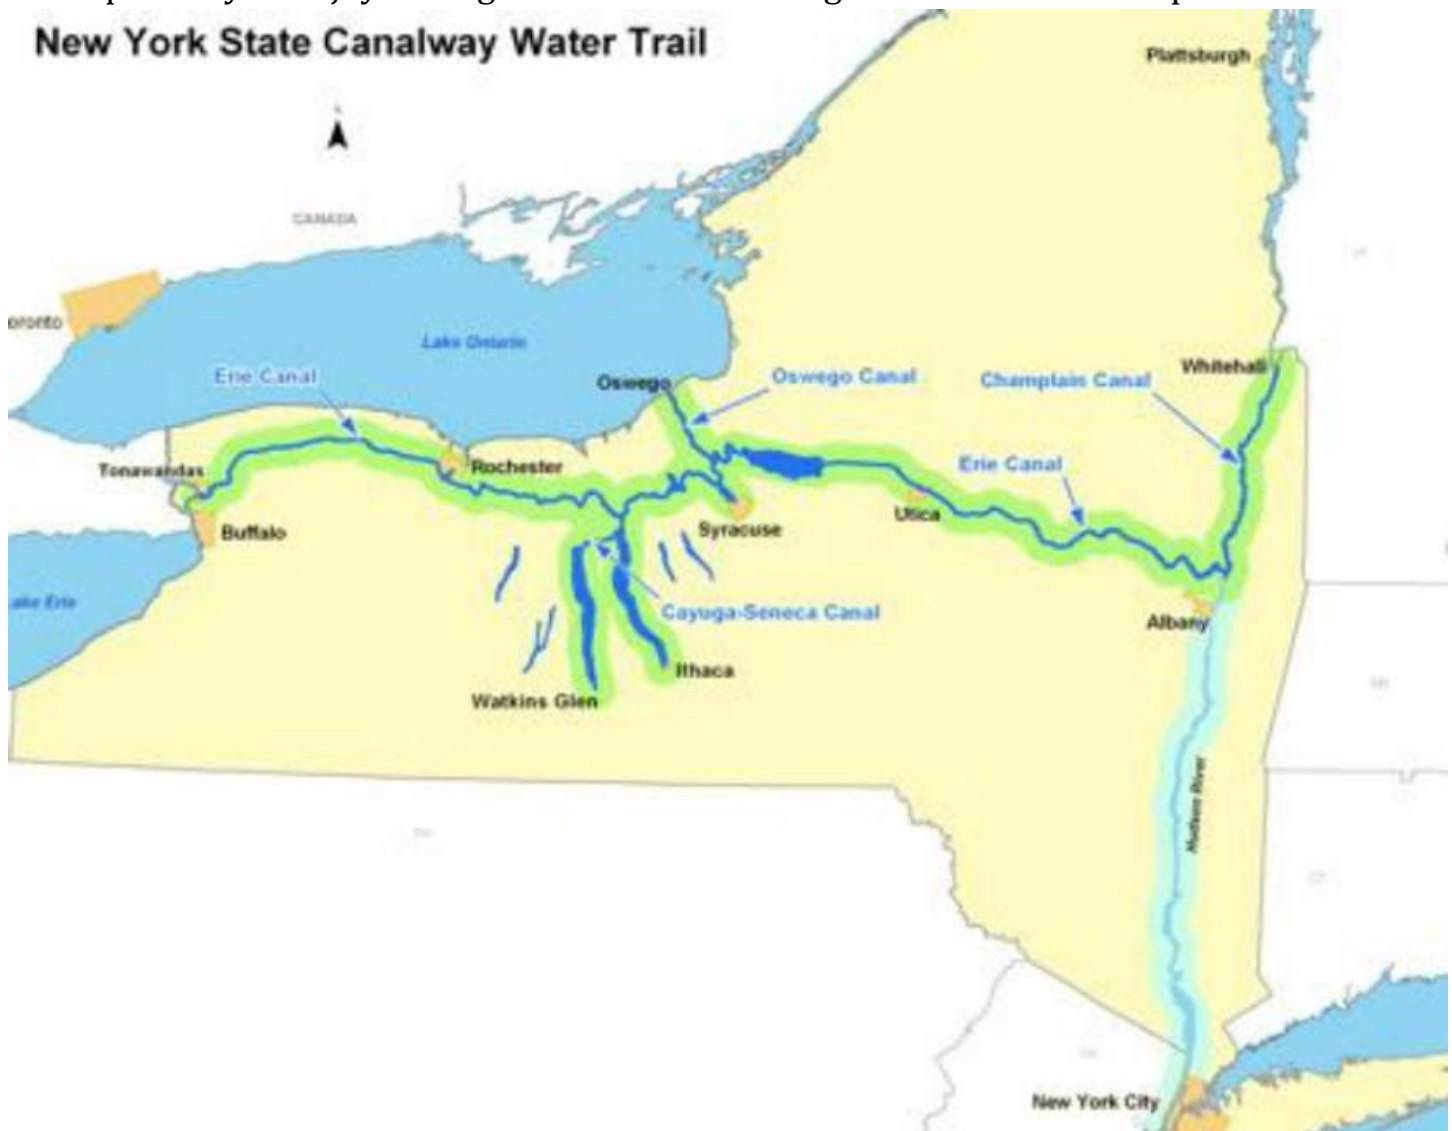 New York State Canalway Water Trail
Plattsburgh
CANADA
oronto
Lake Ontario
Erie Canal
Oswego
Oswego Canal
Champlain Canal
Whitehall
Tonawandas
Rochester
Erie Canal
Buffalo
Syracuse
Utica
ake Erie
Cayuga-Seneca Canal
Albany
Ithaca
Watkins Glen
Hudson River
New York City